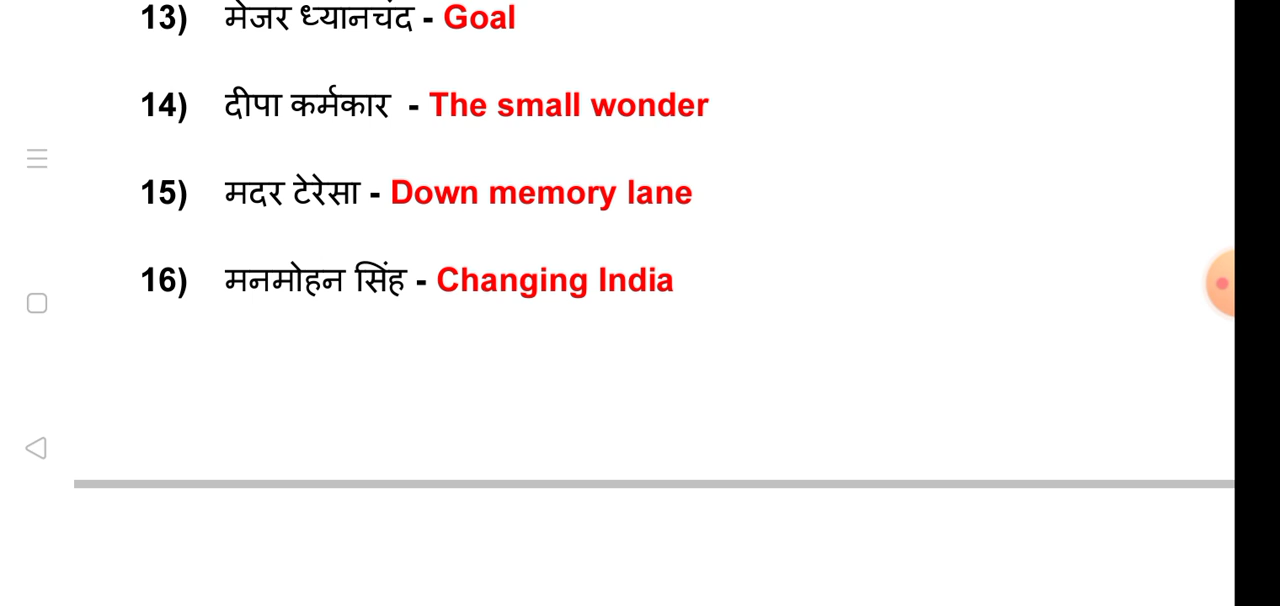 13) मेजर ध्यानचंद - Goal
14) दीपा कर्मकार - The small wonder
15) मदर टेरेसा - Down memory lane
16) मनमोहन सिंह - Changing India